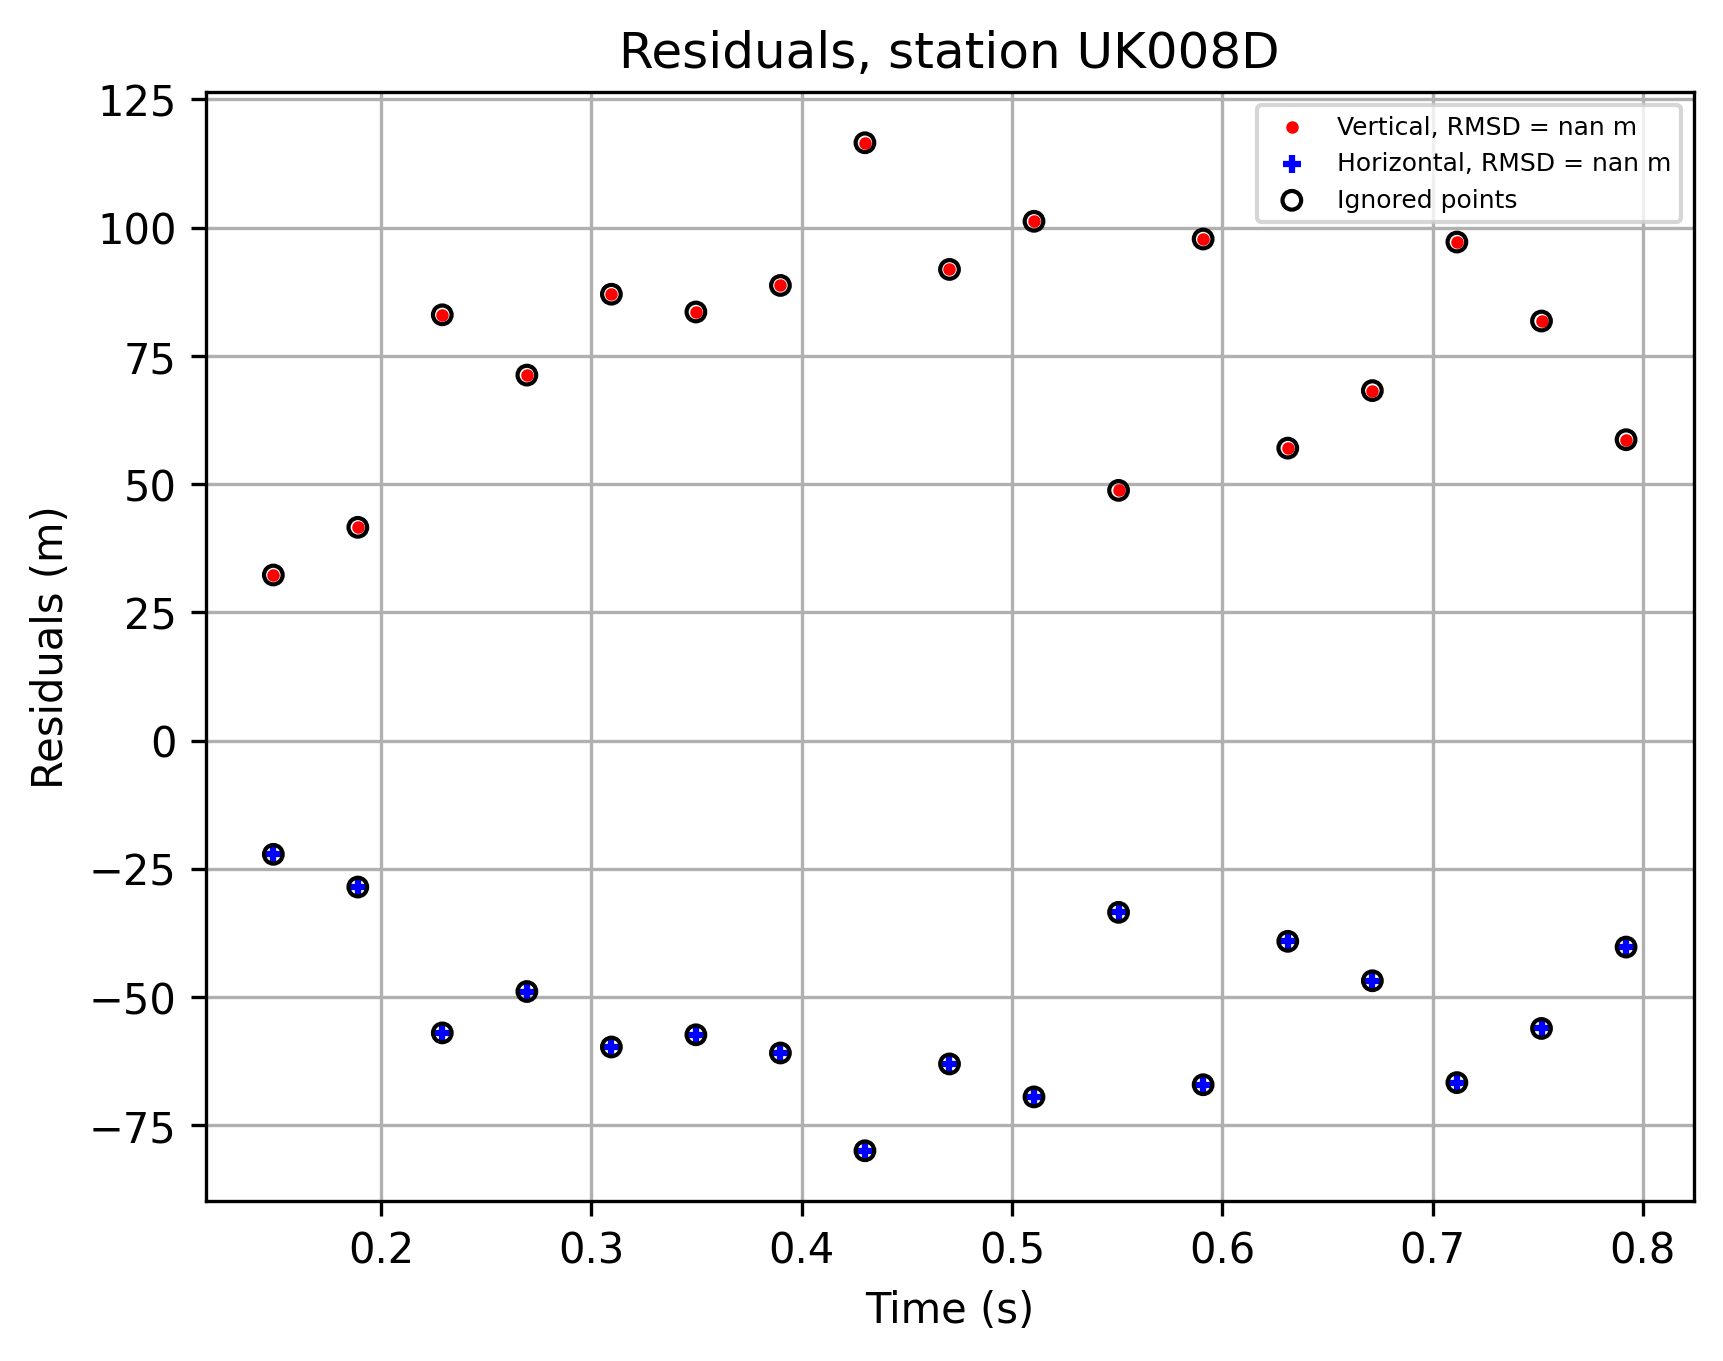 Residuals, station UK008D
Vertical, RMSD = nan m
Horizontal, RMSD = nan m
Ignored points
125
100
75
50
25
0
−25
−50
−75
Residuals (m)
0.2 0.3 0.4 0.5 0.6 0.7 0.8
Time (s)